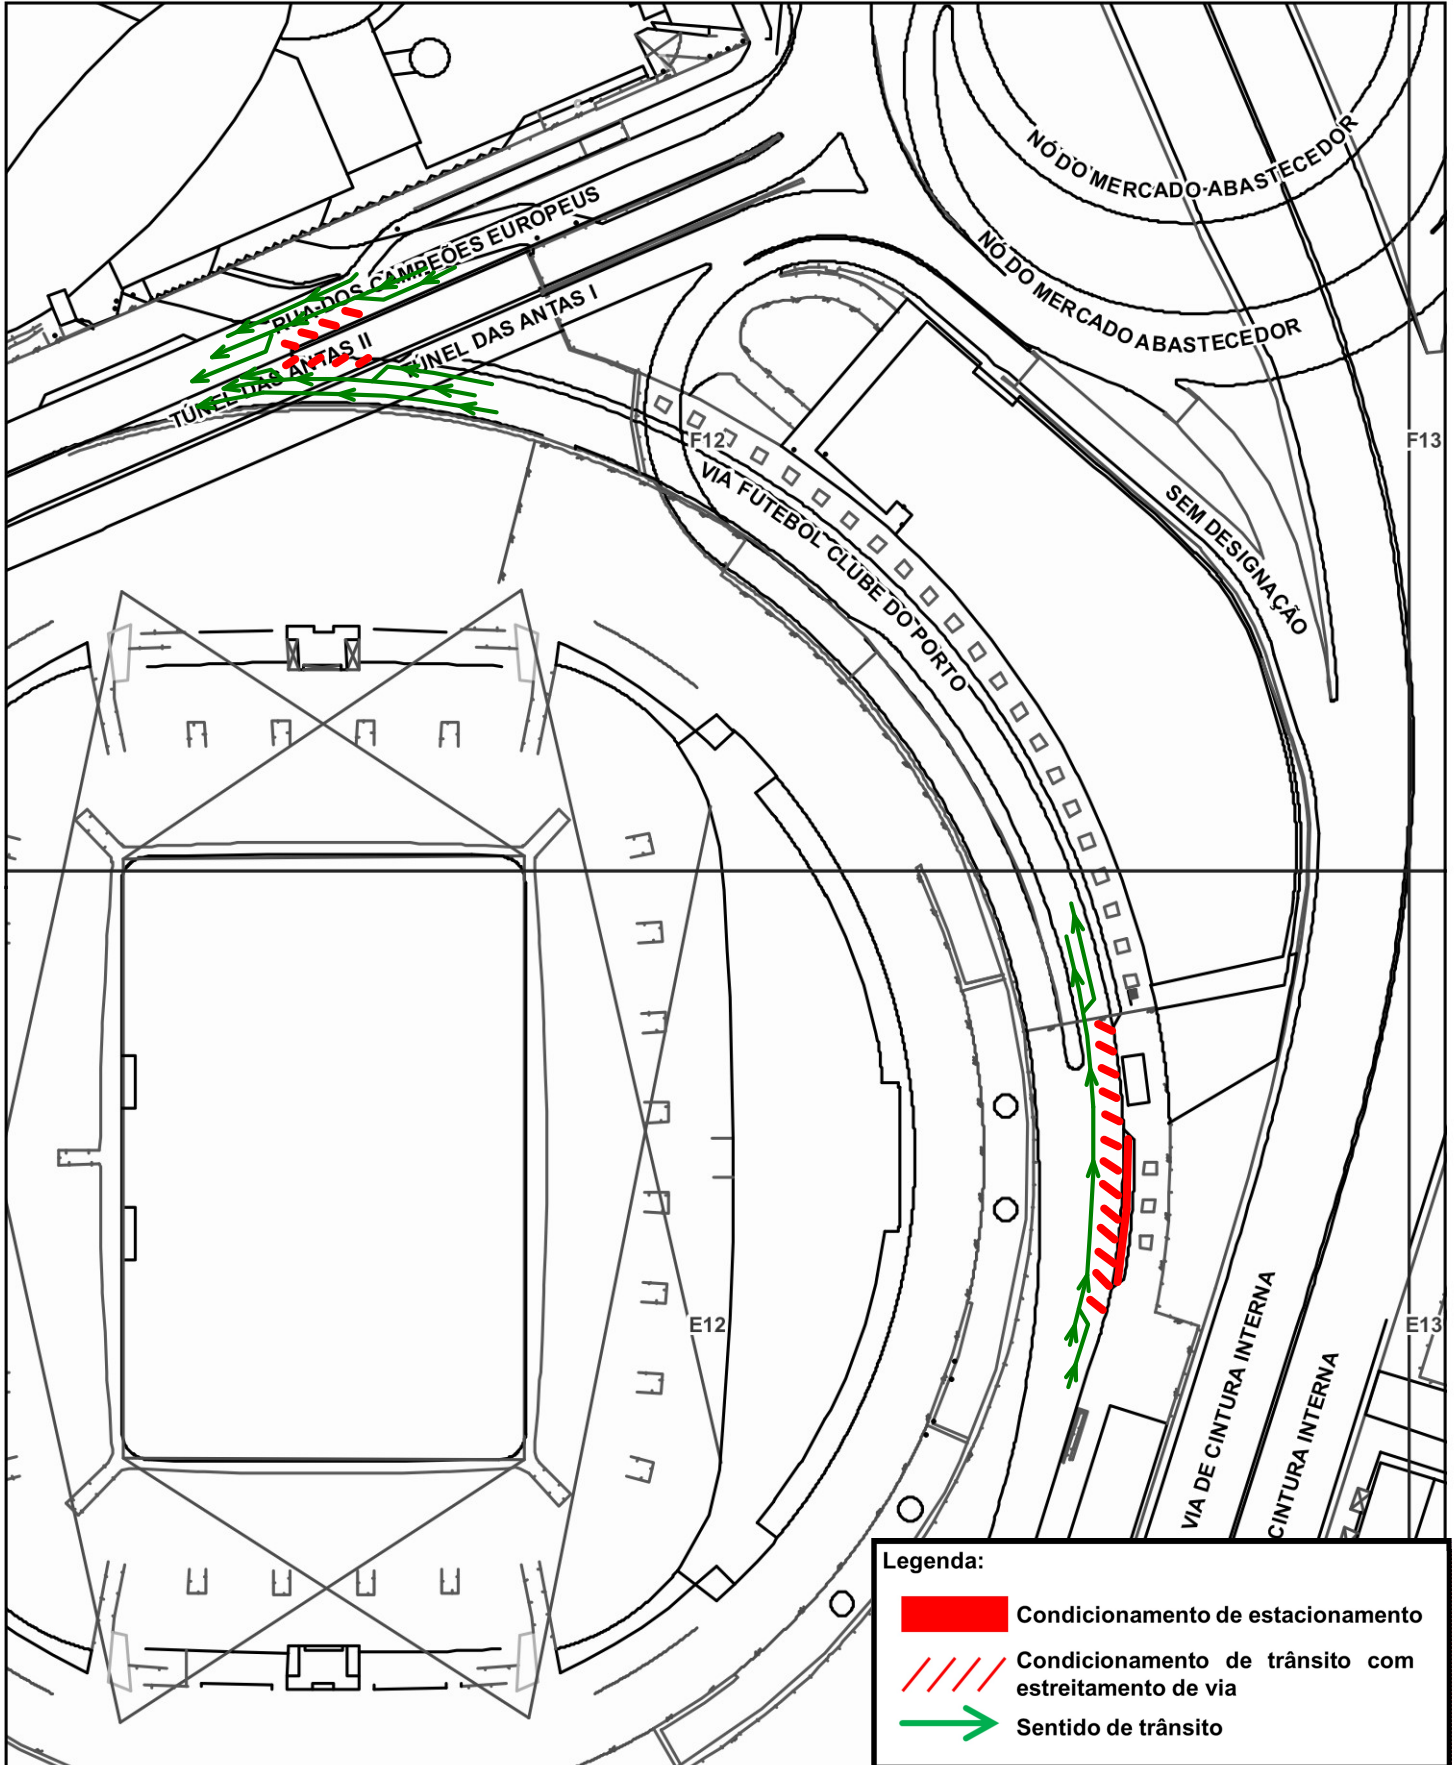 NÓ DO MERCADO ABASTECEDOR
RUA DOS CAMPEÕES EUROPEUS
NÓ DO MERCADO ABASTECEDOR
TÚNEL DAS ANTAS I
TÚNEL DAS ANTAS II
F12
F13
VIA FUTEBOL CLUBE DO PORTO
SEM DESIGNAÇÃO
E12
E13
VIA DE CINTURA INTERNA
CINTURA INTERNA
Legenda:
Condicionamento de estacionamento
Condicionamento de trânsito com
estreitamento de via
Sentido de trânsito